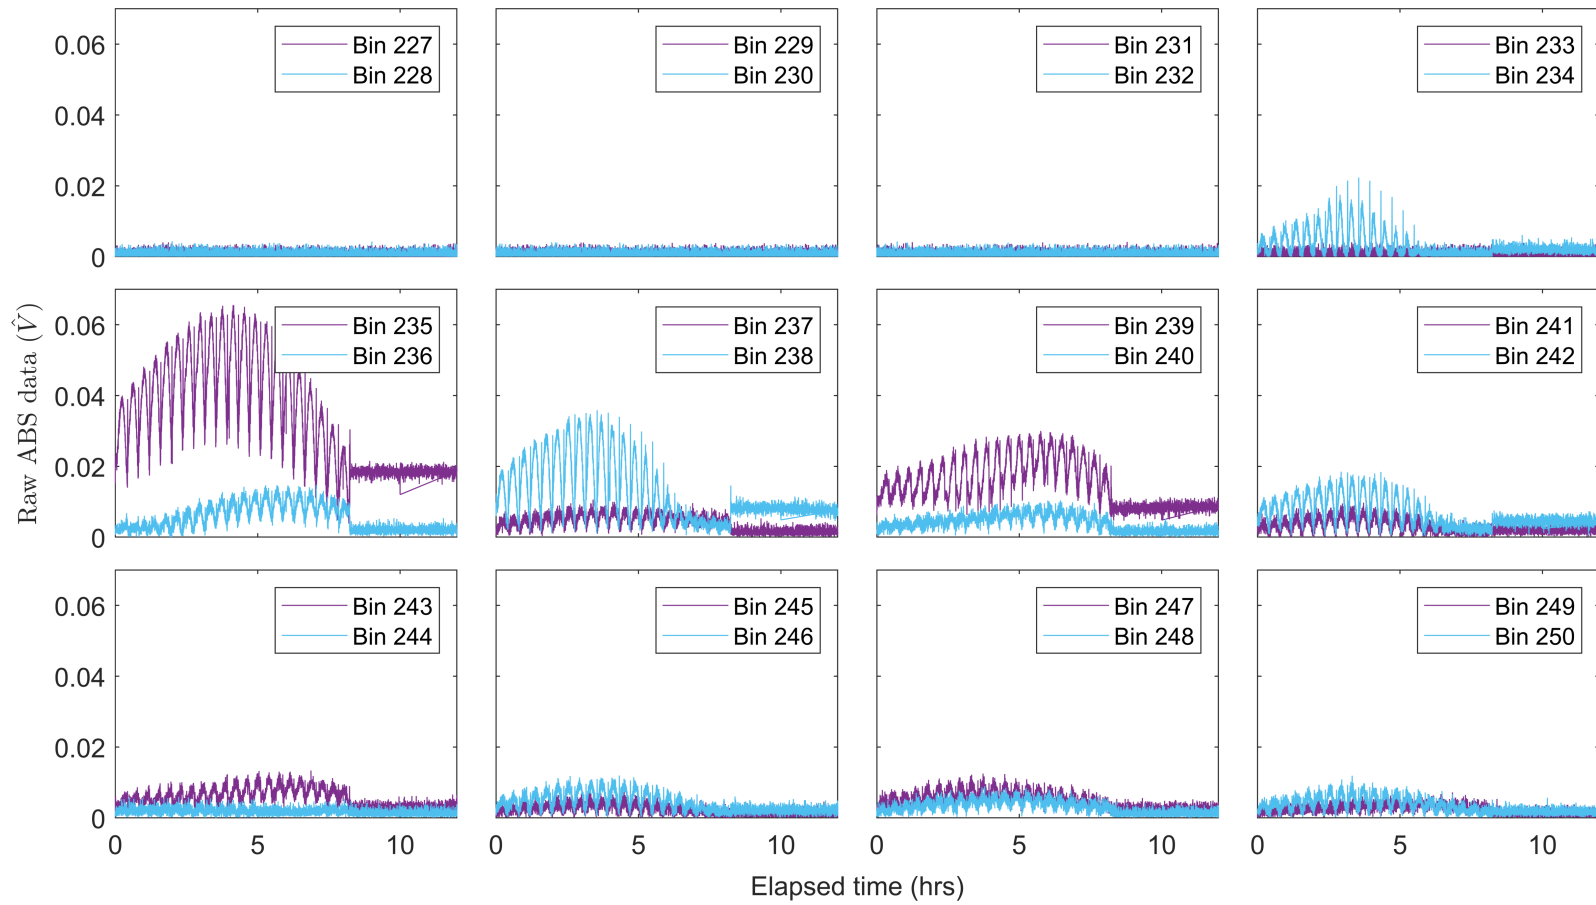 0.06
0.04
0.02
0
Bin 227
Bin 228
Bin 229
Bin 230
Bin 231
Bin 232
Bin 233
Bin 234
Raw ABS data (V̂)
0.06
0.04
0.02
0
Bin 235
Bin 236
Bin 237
Bin 238
Bin 239
Bin 240
Bin 241
Bin 242
0.06
0.04
0.02
0
Bin 243
Bin 244
Bin 245
Bin 246
Bin 247
Bin 248
Bin 249
Bin 250
0 5 10 0 5 10 0 5 10 0 5 10
Elapsed time (hrs)